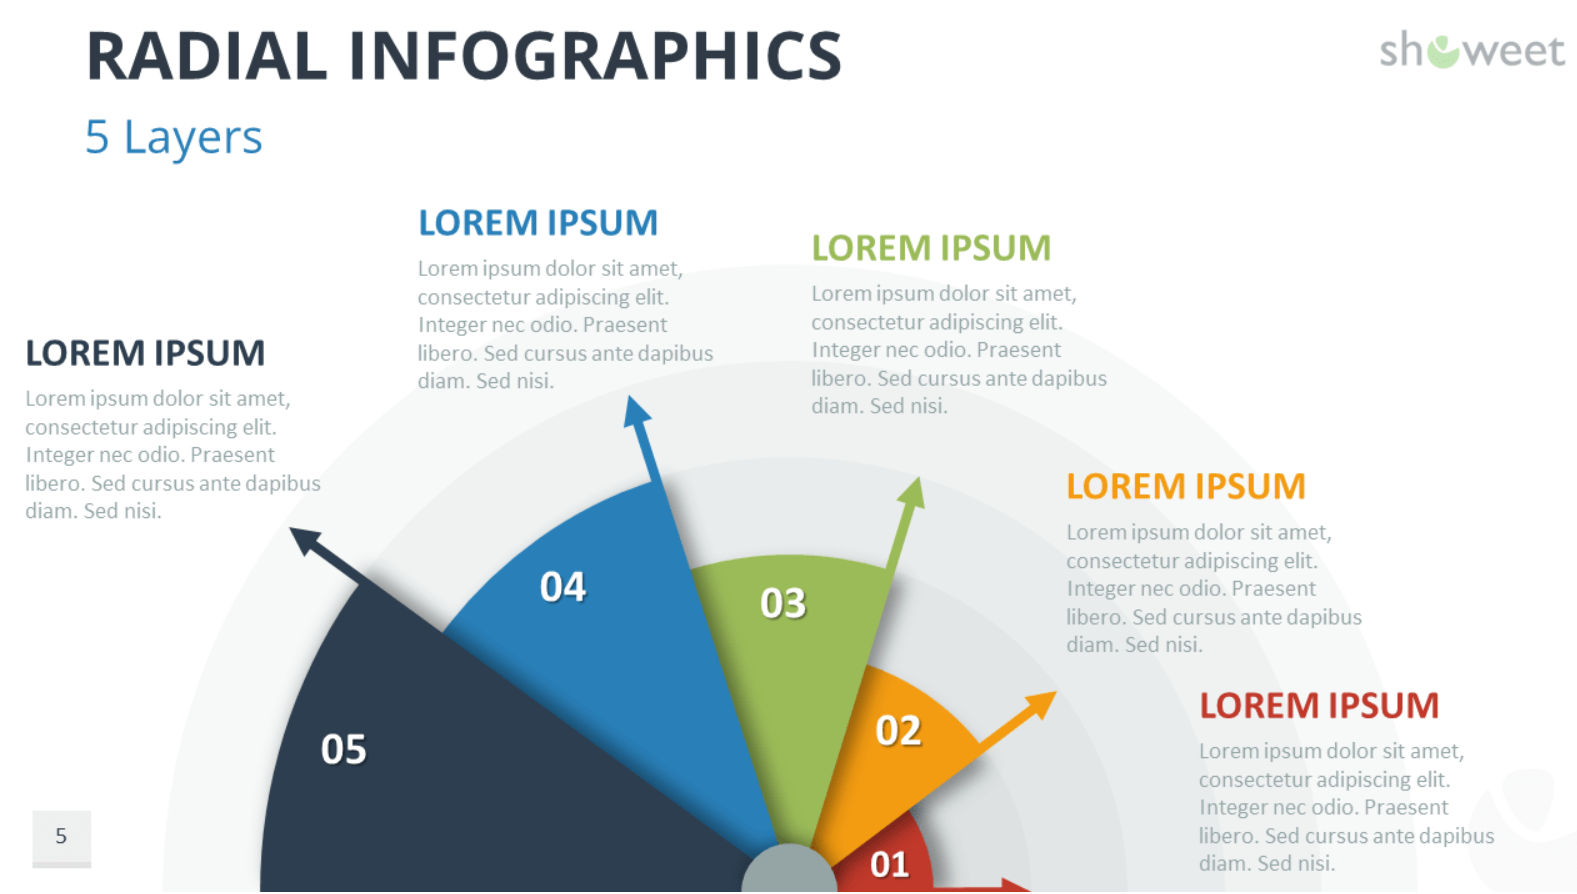 RADIAL INFOGRAPHICS
showeet
5 Layers
LOREM IPSUM
Lorem ipsum dolor sit amet,
consectetur adipiscing elit.
Integer nec odio. Praesent
libero. Sed cursus ante dapibus
diam. Sed nisi.
LOREM IPSUM
Lorem ipsum dolor sit amet,
consectetur adipiscing elit.
Integer nec odio. Praesent
libero. Sed cursus ante dapibus
diam. Sed nisi.
LOREM IPSUM
Lorem ipsum dolor sit amet,
consectetur adipiscing elit.
Integer nec odio. Praesent
libero. Sed cursus ante dapibus
diam. Sed nisi.
LOREM IPSUM
Lorem ipsum dolor sit amet,
consectetur adipiscing elit.
Integer nec odio. Praesent
libero. Sed cursus ante dapibus
diam. Sed nisi.
LOREM IPSUM
Lorem ipsum dolor sit amet,
consectetur adipiscing elit.
Integer nec odio. Praesent
libero. Sed cursus ante dapibus
diam. Sed nisi.
05
04
03
02
01
5